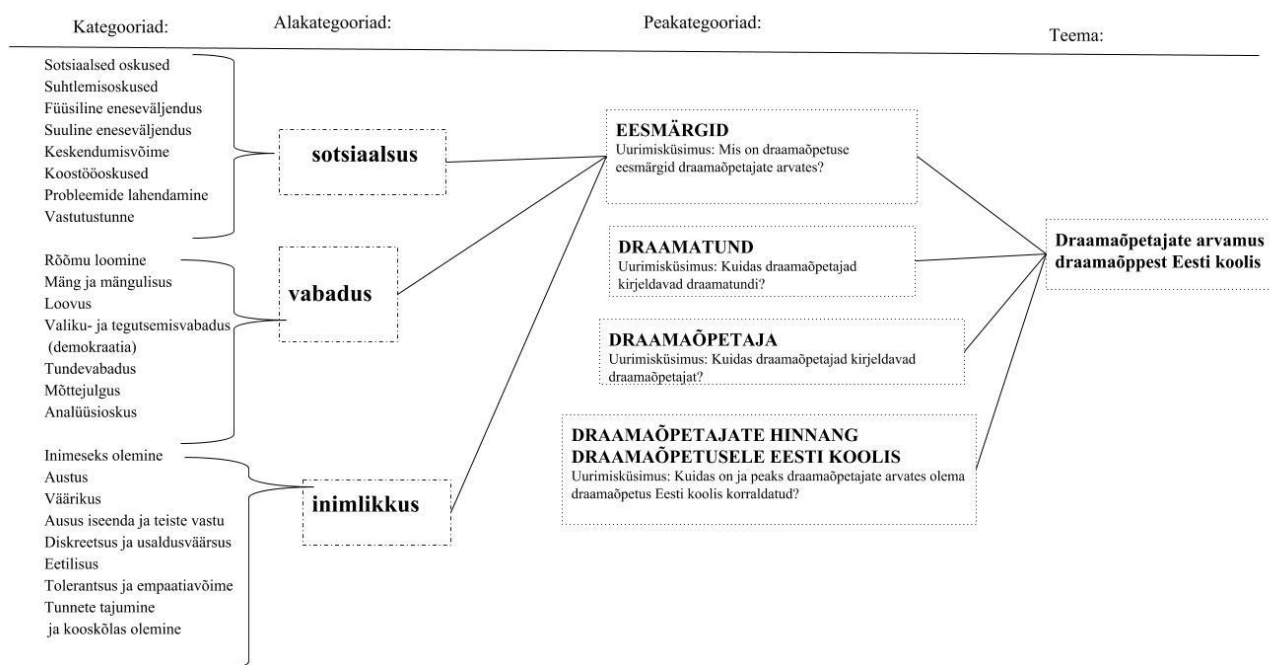 Kategooriad:
Alakategooriad:
Peakategooriad:
Teema:
Sotsiaalsed oskused
Suhtlemisoskused
Füüsiline eneseväljendus
Suuline eneseväljendus
Keskendumisvõime
Koostööoskused
Probleemide lahendamine
Vastutustunne
Rõõmu loomine
Mäng ja mängulisus
Loovus
Valiku- ja tegutsemisvabadus
(demokraatia)
Tundevabadus
Mõttejulgus
Analüüsioskus
Inimeseks olemine
Austus
Väärikus
Ausus iseenda ja teiste vastu
Diskreetsus ja usaldusväärsus
Eetilisus
Tolerantsus ja empaatiavõime
Tunnete tajumine
ja kooskõlas olemine
sotsiaalsus
vabadus
inimlikkus
EESMÄRGID
Uurimisküsimus: Mis on draamaõpetuse
eesmärgid draamaõpetajate arvates?
DRAAMATUND
Uurimisküsimus: Kuidas draamaõpetajad
kirjeldavad draamatundi?
DRAAMAÕPETAJA
Uurimisküsimus: Kuidas draamaõpetajad kirjeldavad
draamaõpetajat?
DRAAMAÕPETAJATE HINNANG
DRAAMAÕPETUSELE EESTI KOOLIS
Uurimisküsimus: Kuidas on ja peaks draamaõpetajate arvates olema
draamaõpetus Eesti koolis korraldatud?
Draamaõpetajate arvamus
draamaõppest Eesti koolis